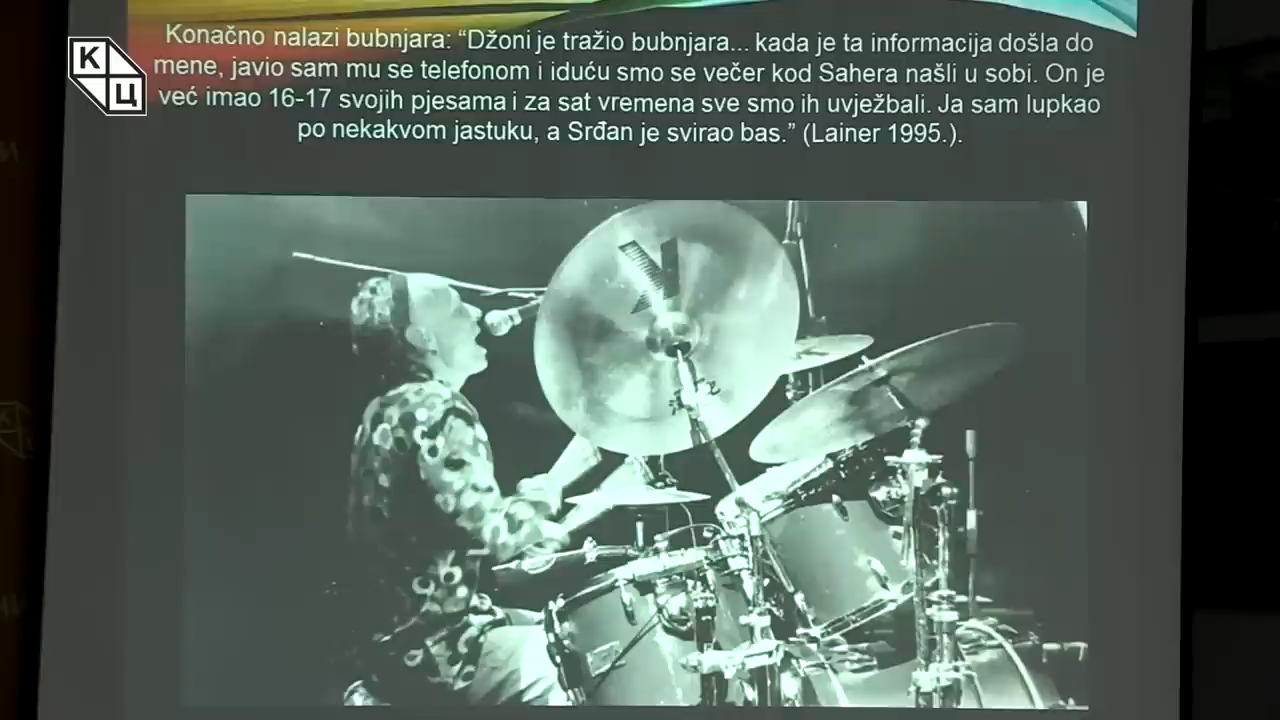 К
Ц
Konačno nalazi bubnjara: “Džoni je tražio bubnjara... kada je ta informacija došla do
mene, javio sam mu se telefonom i iduću smo se večer kod Sahera našli u sobi. On je
već imao 16-17 svojih pjesama i za sat vremena sve smo ih uvježbali. Ja sam lupkao
po nekakvom jastuku, a Srđan je svirao bas.” (Lainer 1995.).